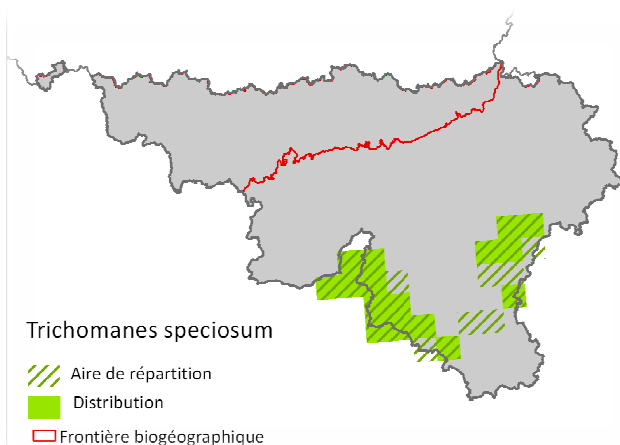 Trichomanes speciosum
Aire de répartition
Distribution
Frontière biogéographique